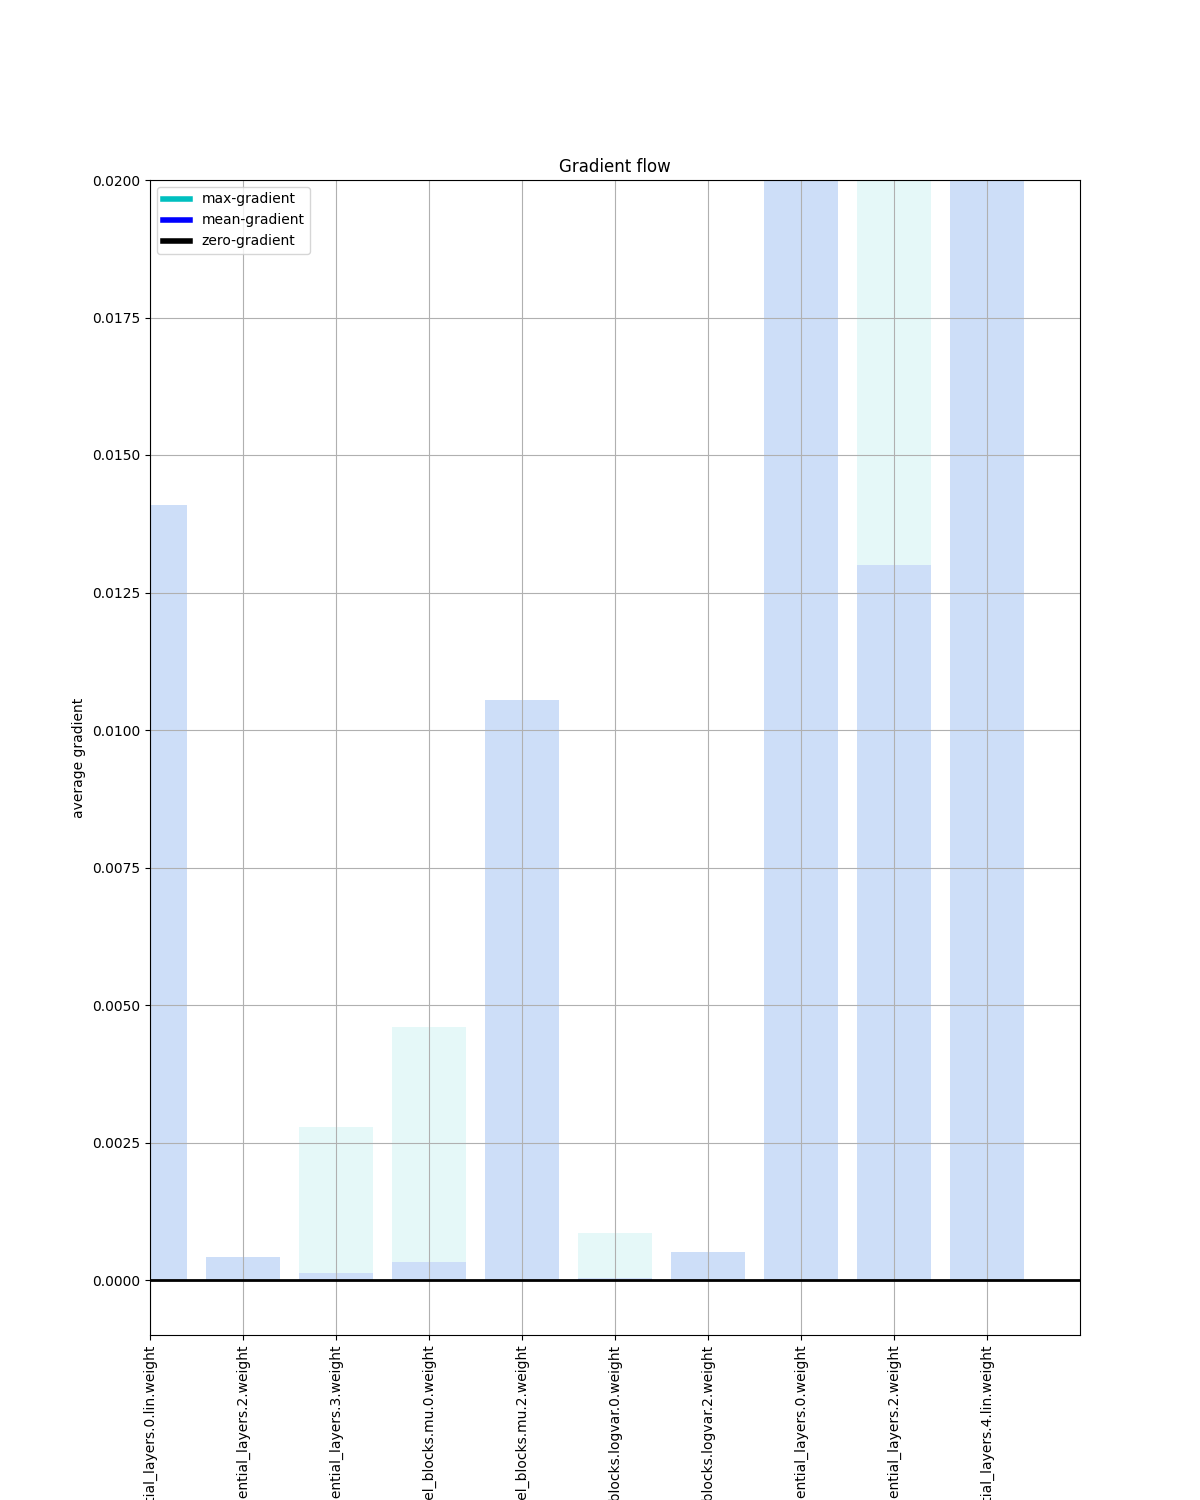 Gradient flow
max-gradient
mean-gradient
zero-gradient
0.0200
0.0175
0.0150
0.0125
0.0100
0.0075
0.0050
0.0025
0.0000
average gradient
tial_layers.0.lin.weight
ential_layers.2.weight
ential_layers.3.weight
el_blocks.mu.0.weight
el_blocks.mu.2.weight
blocks.logvar.0.weight
blocks.logvar.2.weight
ential_layers.0.weight
ential_layers.2.weight
tial_layers.4.lin.weight